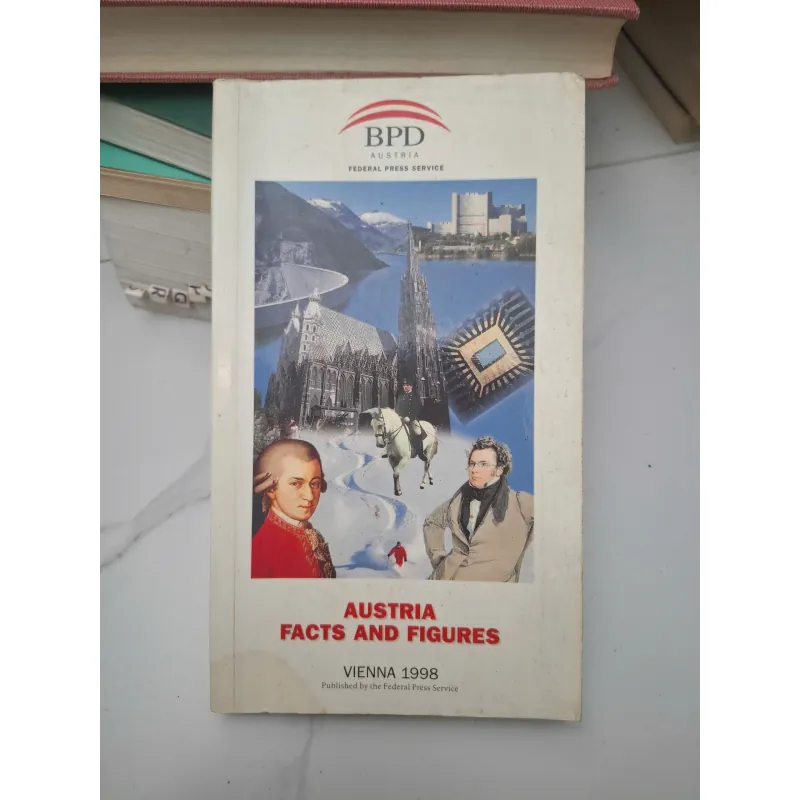 BPD
AUSTRIA
FEDERAL PRESS SERVICE
AUSTRIA
FACTS AND FIGURES
VIENNA 1998
Published by the Federal Press Service